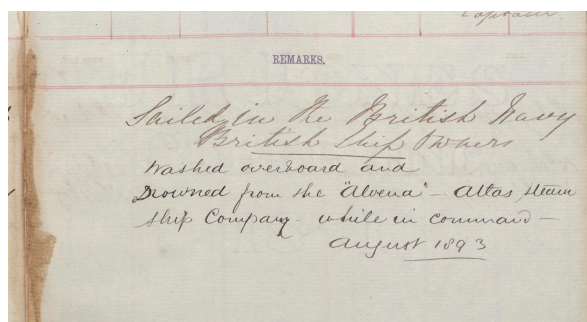 Captain
REMARKS.
Sailed in the British Navy
British Ship Owners
Washed overboard and
Drowned from the "Alvena" - Atlas Steam
Ship Company - while in command -
August 1893